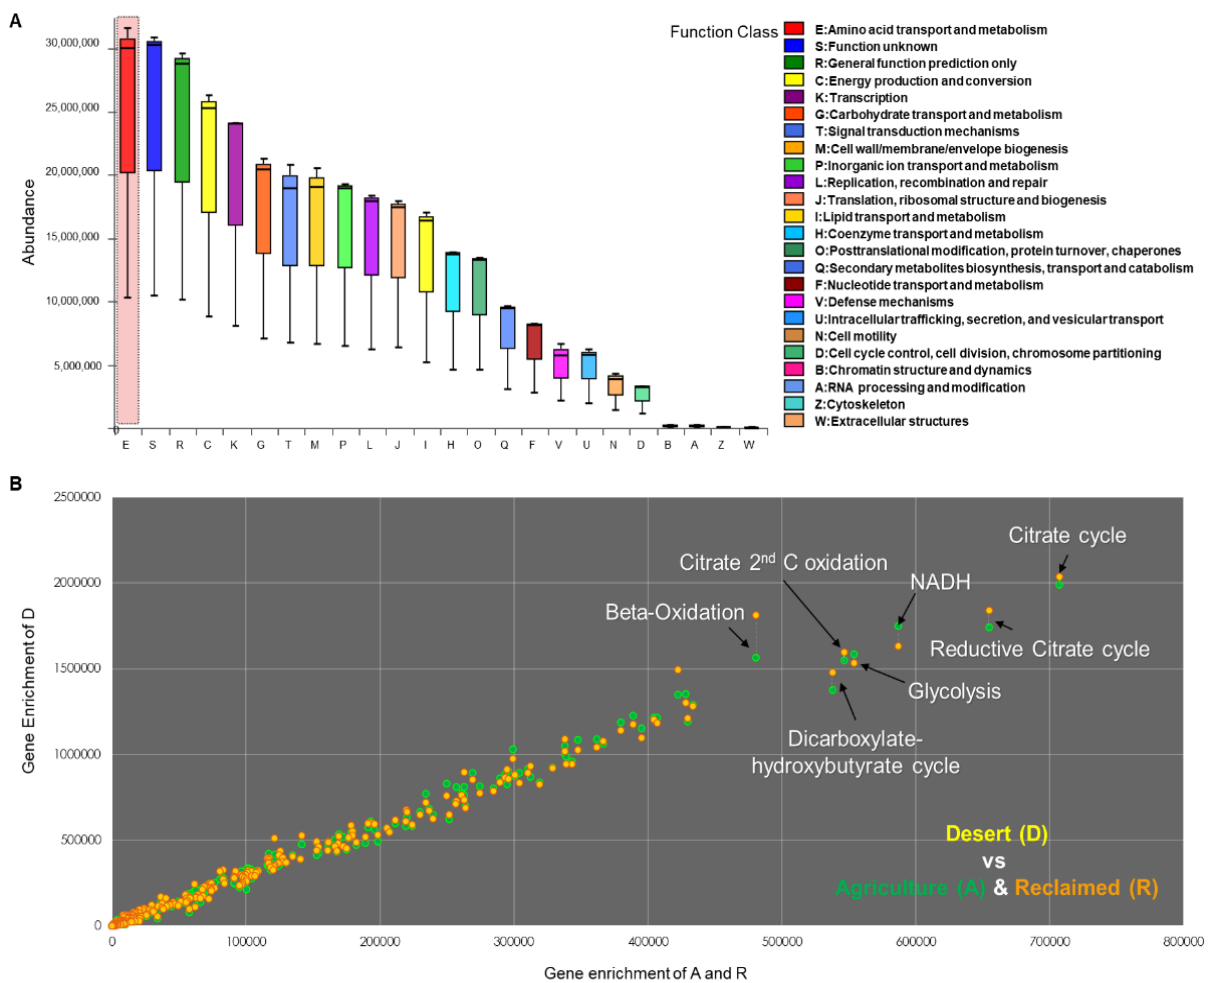 A
Function Class
E:Amino acid transport and metabolism
S:Function unknown
R:General function prediction only
C:Energy production and conversion
K:Transcription
G:Carbohydrate transport and metabolism
T:Signal transduction mechanisms
M:Cell wall/membrane/envelope biogenesis
P:Inorganic ion transport and metabolism
L:Replication, recombination and repair
J:Translation, ribosomal structure and biogenesis
I:Lipid transport and metabolism
H:Coenzyme transport and metabolism
O:Posttranslational modification, protein turnover, chaperones
Q:Secondary metabolites biosynthesis, transport and catabolism
F:Nucleotide transport and metabolism
V:Defense mechanisms
U:Intracellular trafficking, secretion, and vesicular transport
N:Cell motility
D:Cell cycle control, cell division, chromosome partitioning
B:Chromatin structure and dynamics
A:RNA processing and modification
Z:Cytoskeleton
W:Extracellular structures
Abundance
30,000,000
25,000,000
20,000,000
15,000,000
10,000,000
5,000,000
0
E S R C K G T M P L J I H O Q F V U N D B A Z W
B
Gene Enrichment of D
2500000
2000000
1500000
1000000
500000
0
Citrate cycle
Citrate 2nd C oxidation
NADH
Beta-Oxidation
Reductive Citrate cycle
Glycolysis
Dicarboxylate-
hydroxybutyrate cycle
Desert (D)
vs
Agriculture (A) & Reclaimed (R)
0 100000 200000 300000 400000 500000 600000 700000 800000
Gene enrichment of A and R